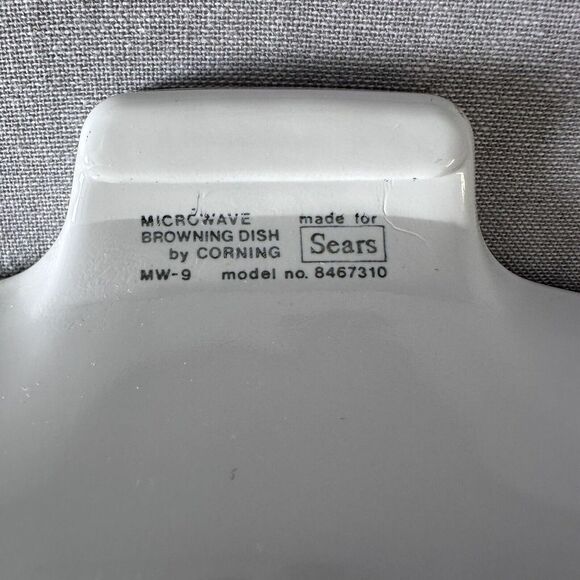 MICROWAVE made for
BROWNING DISH Sears
by CORNING
MW-9 model no. 8467310